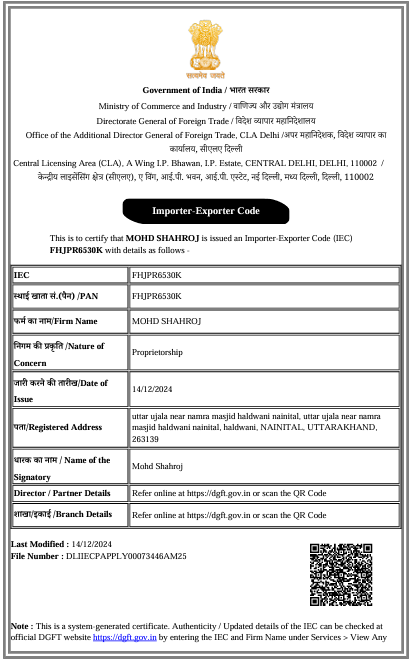 सत्यमेव जयते
Government of India / भारत सरकार
Ministry of Commerce and Industry / वाणिज्य और उद्योग मंत्रालय
Directorate General of Foreign Trade / विदेश व्यापार महानिदेशालय
Office of the Additional Director General of Foreign Trade, CLA Delhi /अपर महानिदेशक, विदेश व्यापार का
कार्यालय, सीएलए दिल्ली
Central Licensing Area (CLA), A Wing I.P. Bhawan, I.P. Estate, CENTRAL DELHI, DELHI, 110002 /
केन्द्रीय लाइसेंसिंग क्षेत्र (सीएलए), ए विंग, आई.पी. भवन, आई.पी. एस्टेट, नई दिल्ली, मध्य दिल्ली, दिल्ली, 110002
Importer-Exporter Code
This is to certify that MOHD SHAHROJ is issued an Importer-Exporter Code (IEC)
FHJPR6530K with details as follows -
IEC FHJPR6530K
स्थाई खाता सं.(पैन) /PAN FHJPR6530K
फर्म का नाम/Firm Name MOHD SHAHROJ
निगम की प्रकृति /Nature of
Concern
Proprietorship
जारी करने की तारीख/Date of
Issue
14/12/2024
पता/Registered Address
uttar ujala near namra masjid haldwani nainital, uttar ujala near namra
masjid haldwani nainital, haldwani, NAINITAL, UTTARAKHAND,
263139
धारक का नाम / Name of the
Signatory
Mohd Shahroj
Director / Partner Details Refer online at https://dgft.gov.in or scan the QR Code
शाखा/इकाई /Branch Details Refer online at https://dgft.gov.in or scan the QR Code
Last Modified : 14/12/2024
File Number : DLIIECPAPPLY00073446AM25
Note : This is a system-generated certificate. Authenticity / Updated details of the IEC can be checked at
official DGFT website https://dgft.gov.in by entering the IEC and Firm Name under Services > View Any